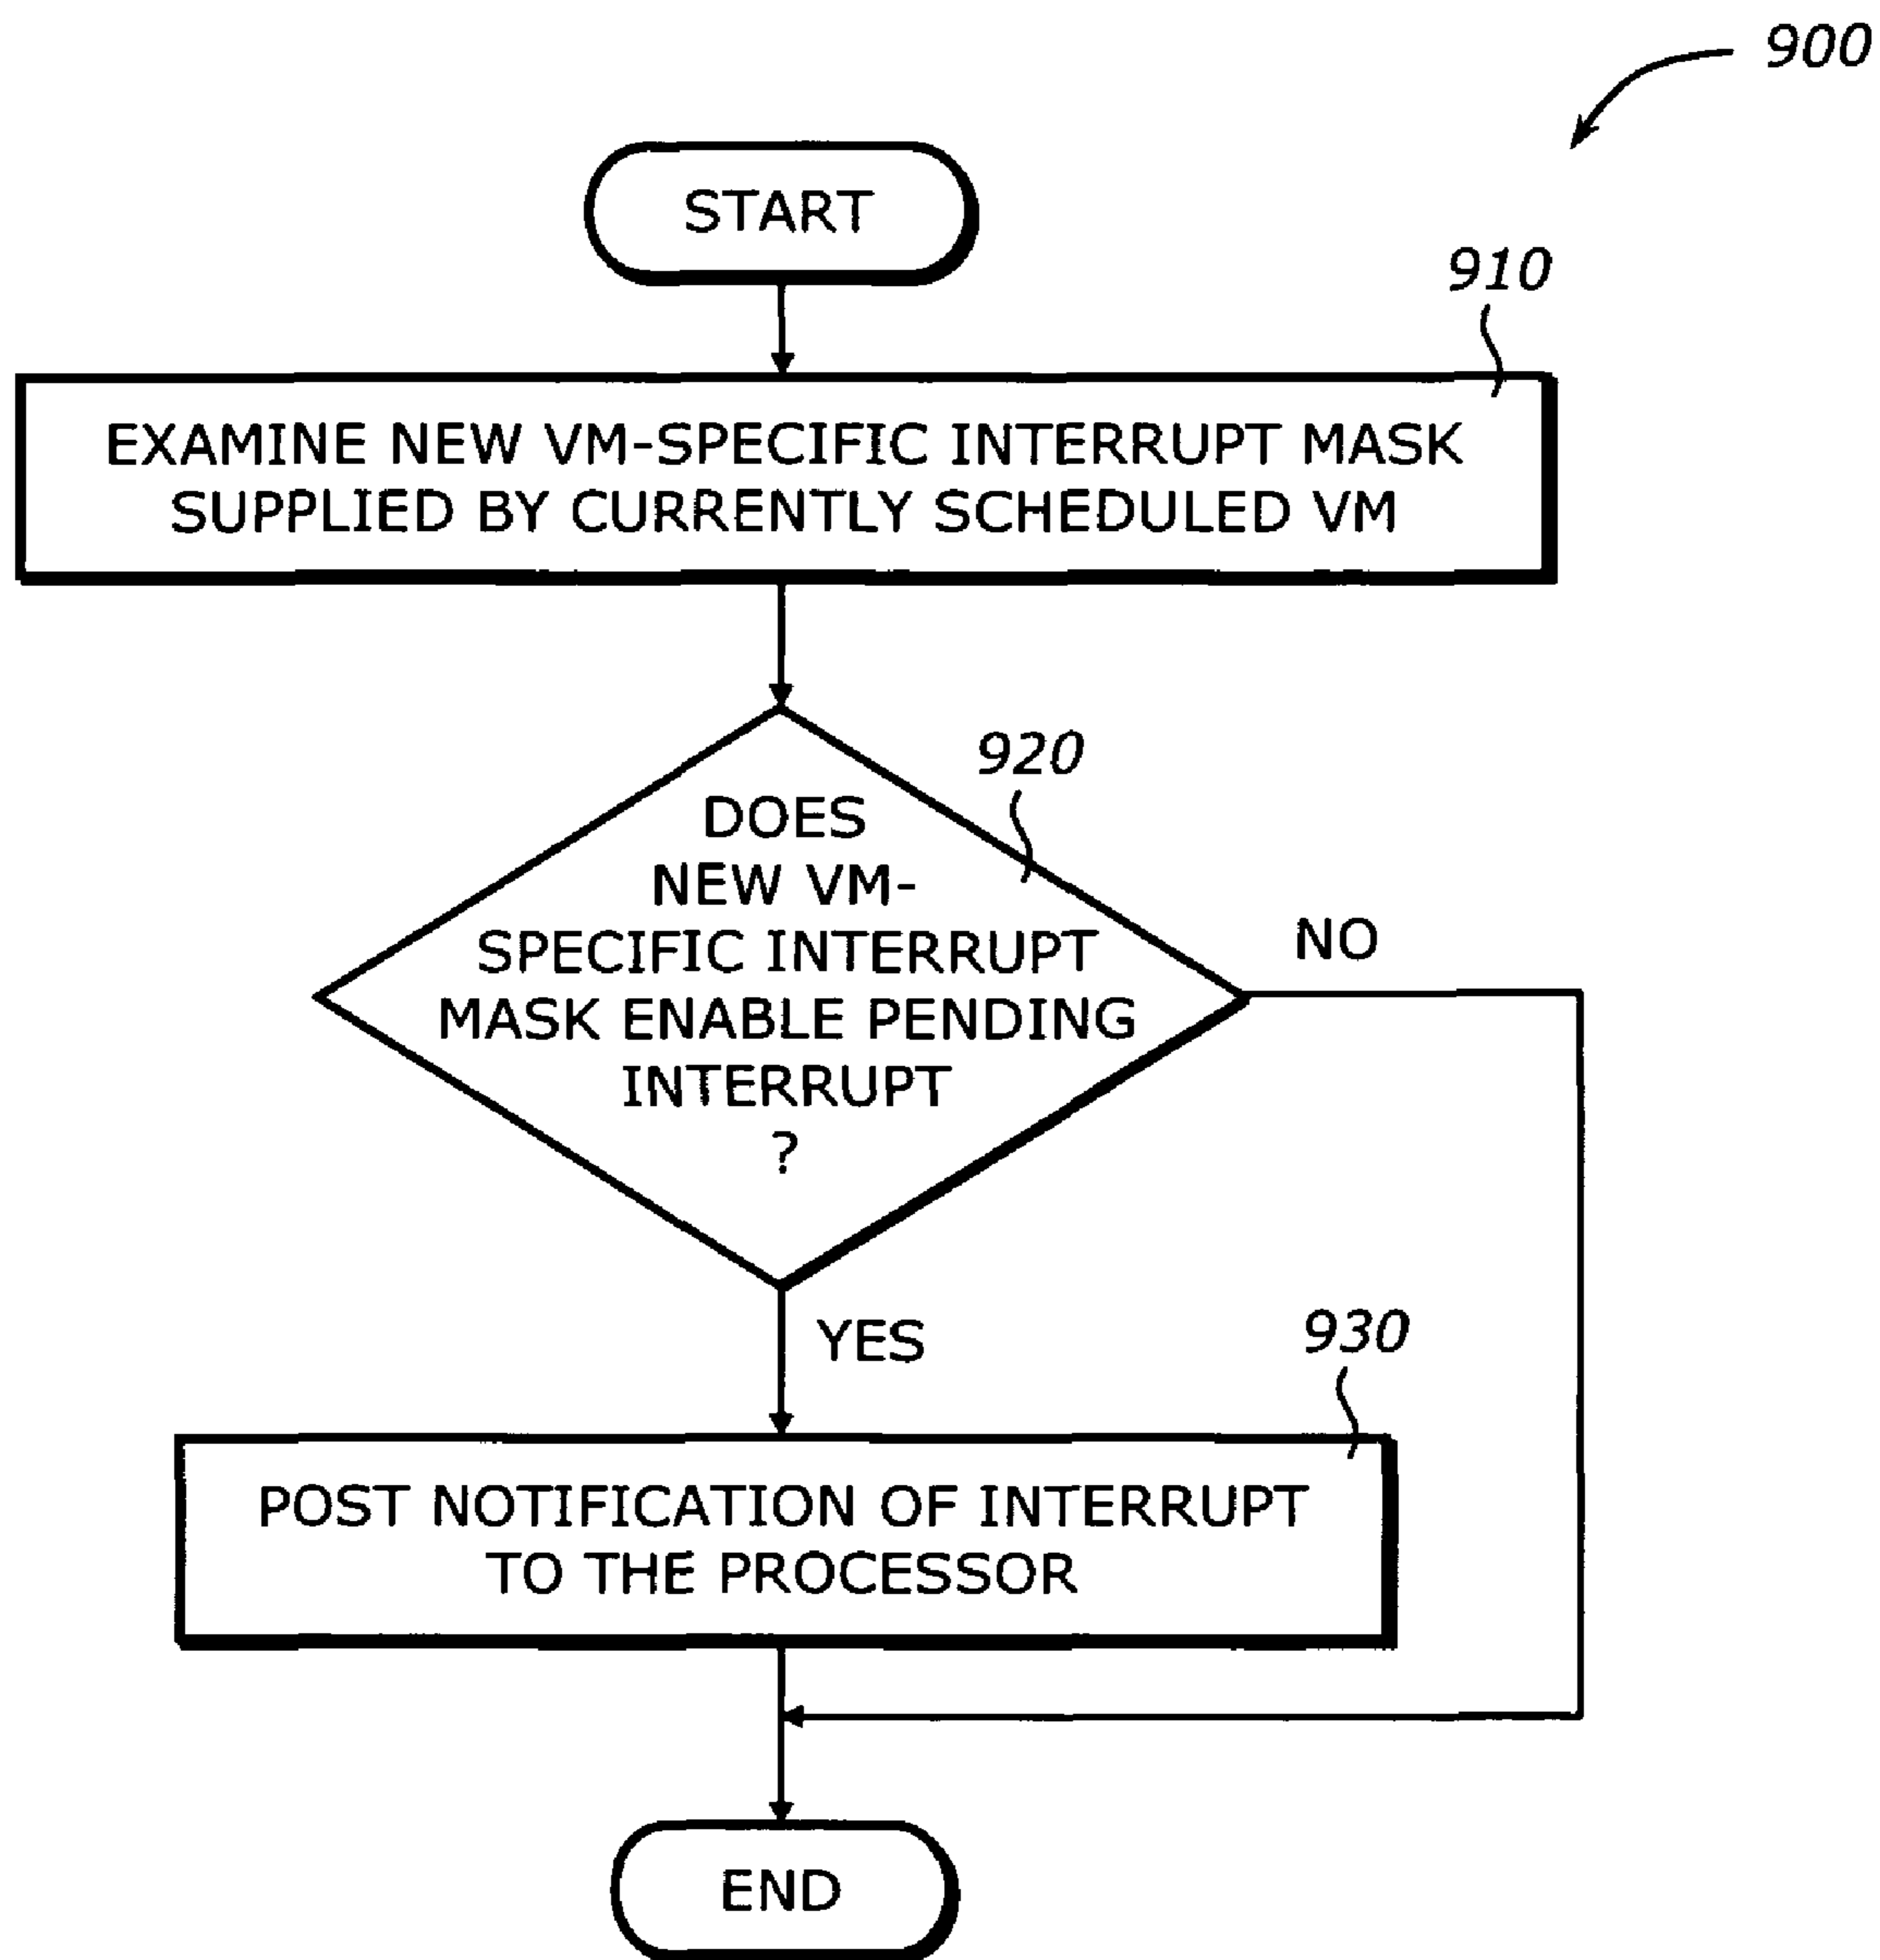 900
START
910
EXAMINE NEW VM-SPECIFIC INTERRUPT MASK
SUPPLIED BY CURRENTLY SCHEDULED VM
920
DOES
NEW VM-
SPECIFIC INTERRUPT
MASK ENABLE PENDING
INTERRUPT
?
NO
YES
930
POST NOTIFICATION OF INTERRUPT
TO THE PROCESSOR
END